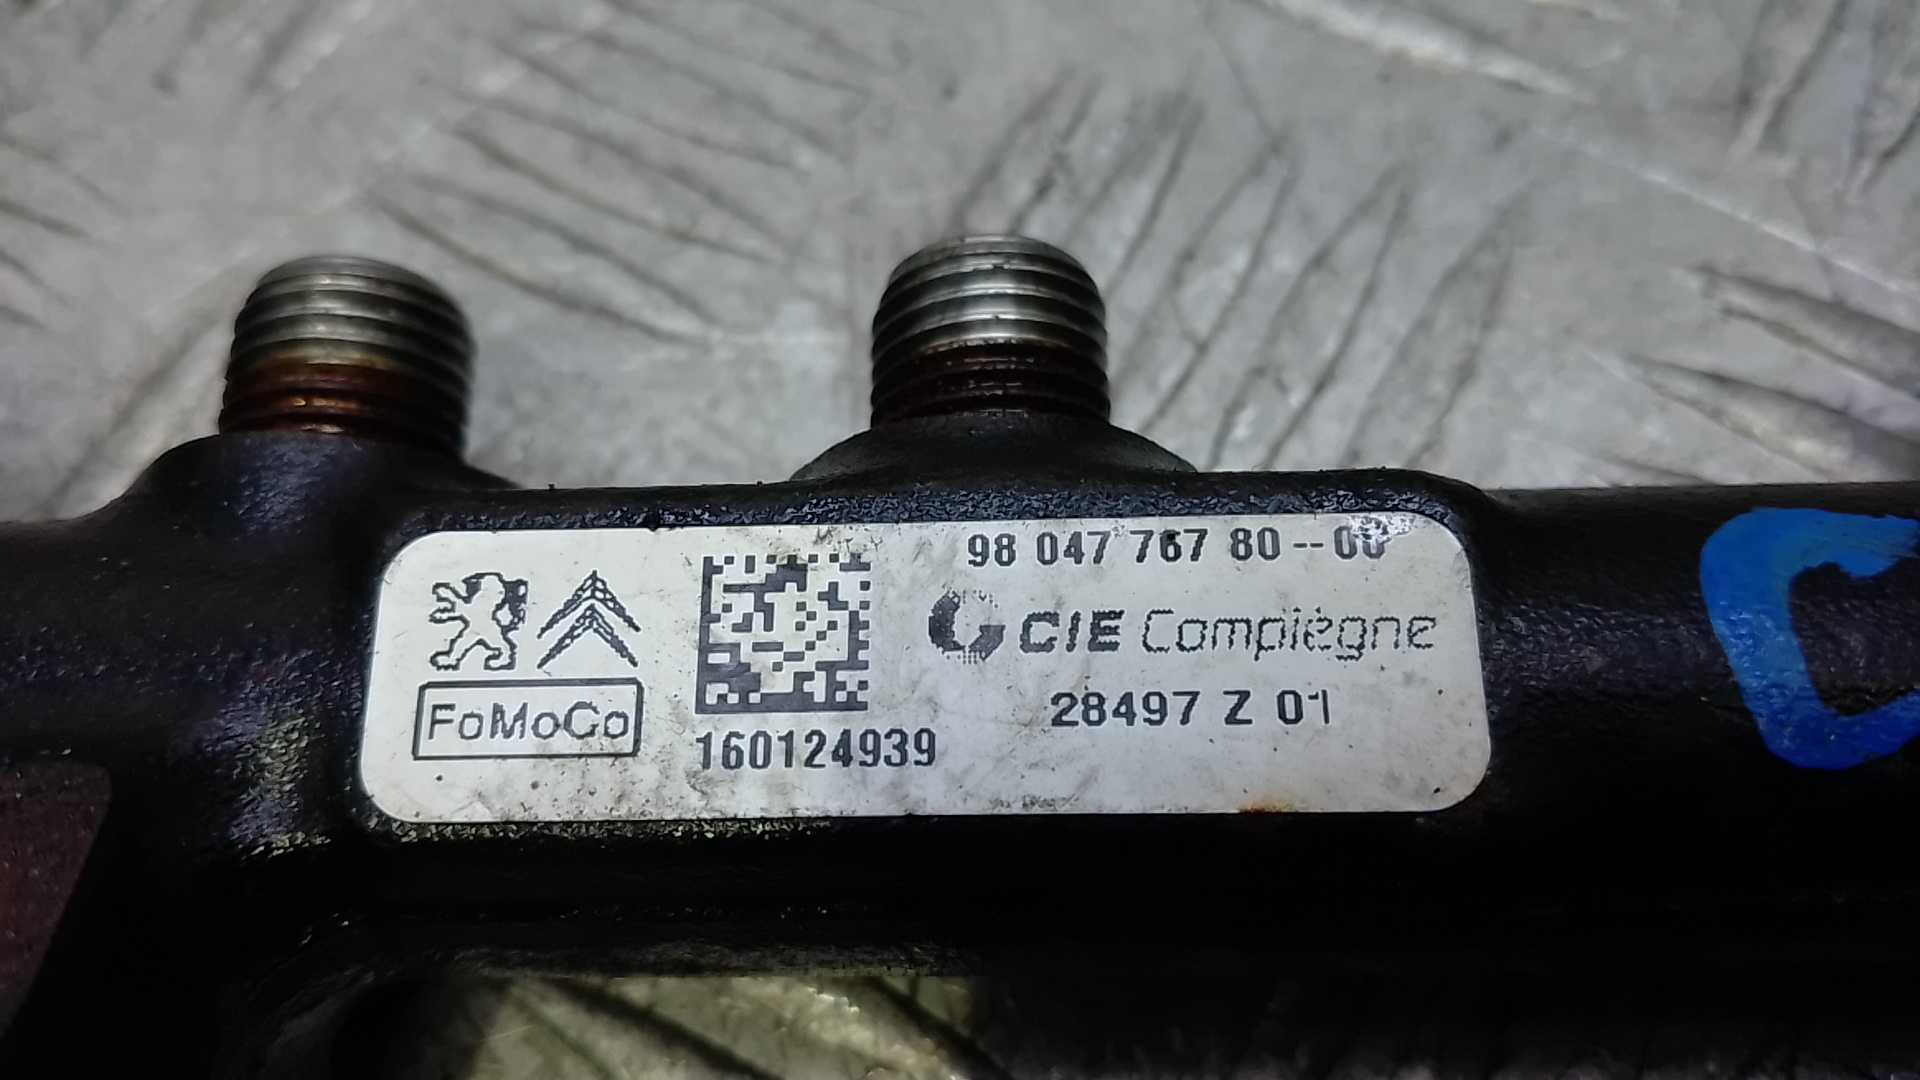 98 047 767 80--00
CIE Compiègne
28497 Z 01
FoMoCo
160124939